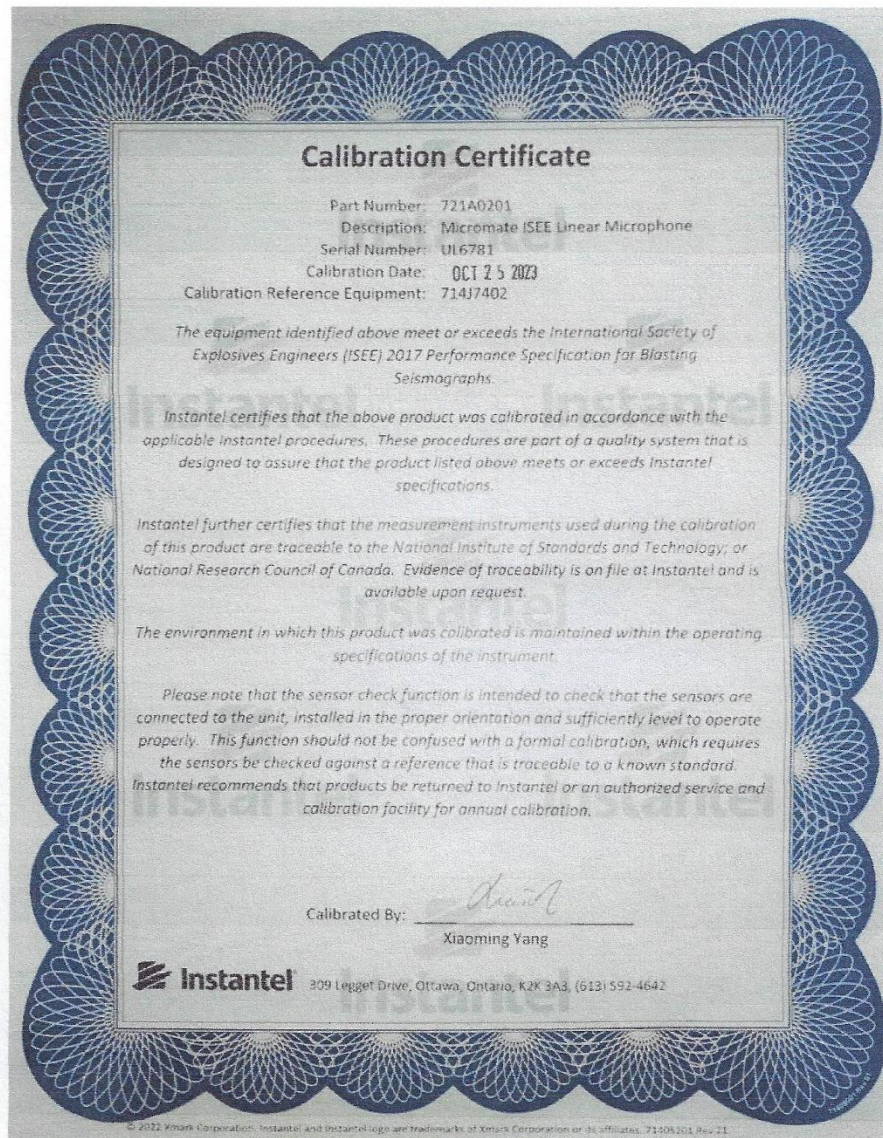 Calibration Certificate
Part Number: 721A0201
Description: Micromate ISEE Linear Microphone
Serial Number: UL6781
Calibration Date: OCT 25 2023
Calibration Reference Equipment: 714J7402
The equipment identified above meet or exceeds the International Society of
Explosives Engineers (ISEE) 2017 Performance Specification for Blasting
Seismographs.
Instantel certifies that the above product was calibrated in accordance with the
applicable Instantel procedures. These procedures are part of a quality system that is
designed to assure that the product listed above meets or exceeds Instantel
specifications.
Instantel further certifies that the measurement instruments used during the calibration
of this product are traceable to the National Institute of Standards and Technology; or
National Research Council of Canada. Evidence of traceability is on file at Instantel and is
available upon request.
The environment in which this product was calibrated is maintained within the operating
specifications of the instrument.
Please note that the sensor check function is intended to check that the sensors are
connected to the unit, installed in the proper orientation and sufficiently level to operate
properly. This function should not be confused with a formal calibration, which requires
the sensors be checked against a reference that is traceable to a known standard.
Instantel recommends that products be returned to Instantel or an authorized service and
calibration facility for annual calibration.
Calibrated By:
Xiaoming Yang
Instantel 309 Legget Drive, Ottawa, Ontario, K2K 3A3, (613) 592-4642
© 2022 Xmark Corporation. Instantel and Instantel logo are trademarks of Xmark Corporation or its affiliates. 71405201 Rev 21